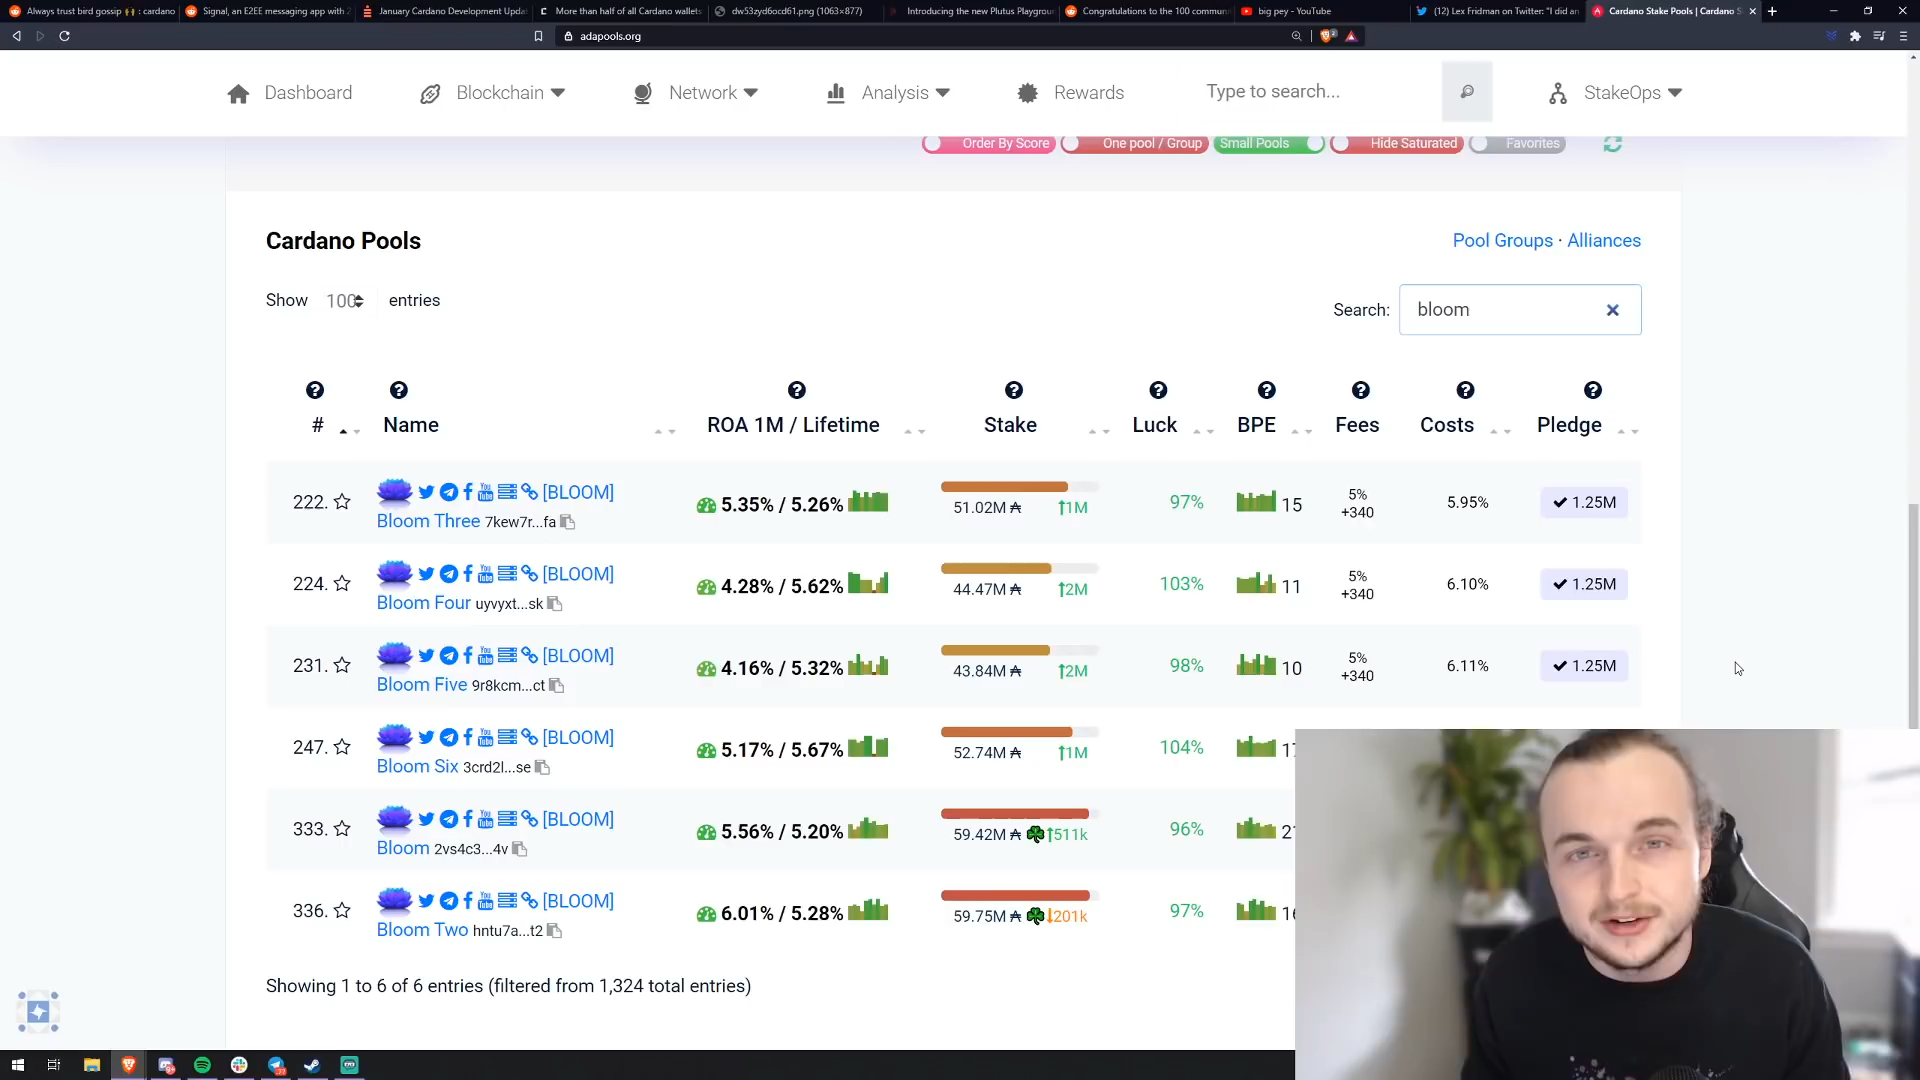 Always trust bird gossip : cardano
Signal, an E2EE messaging app with 2
January Cardano Development Upda
More than half of all Cardano wallets
dw53zyd6ocd61.png (1063×877)
Introducing the new Plutus Playgroun
Congratulations to the 100 commun
big pey - YouTube
(12) Lex Fridman on Twitter: "I did an
Cardano Stake Pools | Cardano S
adapools.org
Dashboard
Blockchain
Network
Analysis
Rewards
Type to search...
StakeOps
Order By Score
One pool / Group
Small Pools
Hide Saturated
Favorites
Cardano Pools
Pool Groups · Alliances
Show 100 entries
Search: bloom
# Name ROA 1M / Lifetime Stake Luck BPE Fees Costs Pledge
222. [BLOOM]
Bloom Three 7kew7r...fa
5.35% / 5.26% 51.02M ₳ ↑1M 97% 15 5% +340 5.95% 1.25M
224. [BLOOM]
Bloom Four uyvyxt...sk
4.28% / 5.62% 44.47M ₳ ↑2M 103% 11 5% +340 6.10% 1.25M
231. [BLOOM]
Bloom Five 9r8kcm...ct
4.16% / 5.32% 43.84M ₳ ↑2M 98% 10 5% +340 6.11% 1.25M
247. [BLOOM]
Bloom Six 3crd2l...se
5.17% / 5.67% 52.74M ₳ ↑1M 104%
333. [BLOOM]
Bloom 2vs4c3...4v
5.56% / 5.20% 59.42M ₳ ↑511k 96%
336. [BLOOM]
Bloom Two hntu7a...t2
6.01% / 5.28% 59.75M ₳ ↓201k 97%
Showing 1 to 6 of 6 entries (filtered from 1,324 total entries)